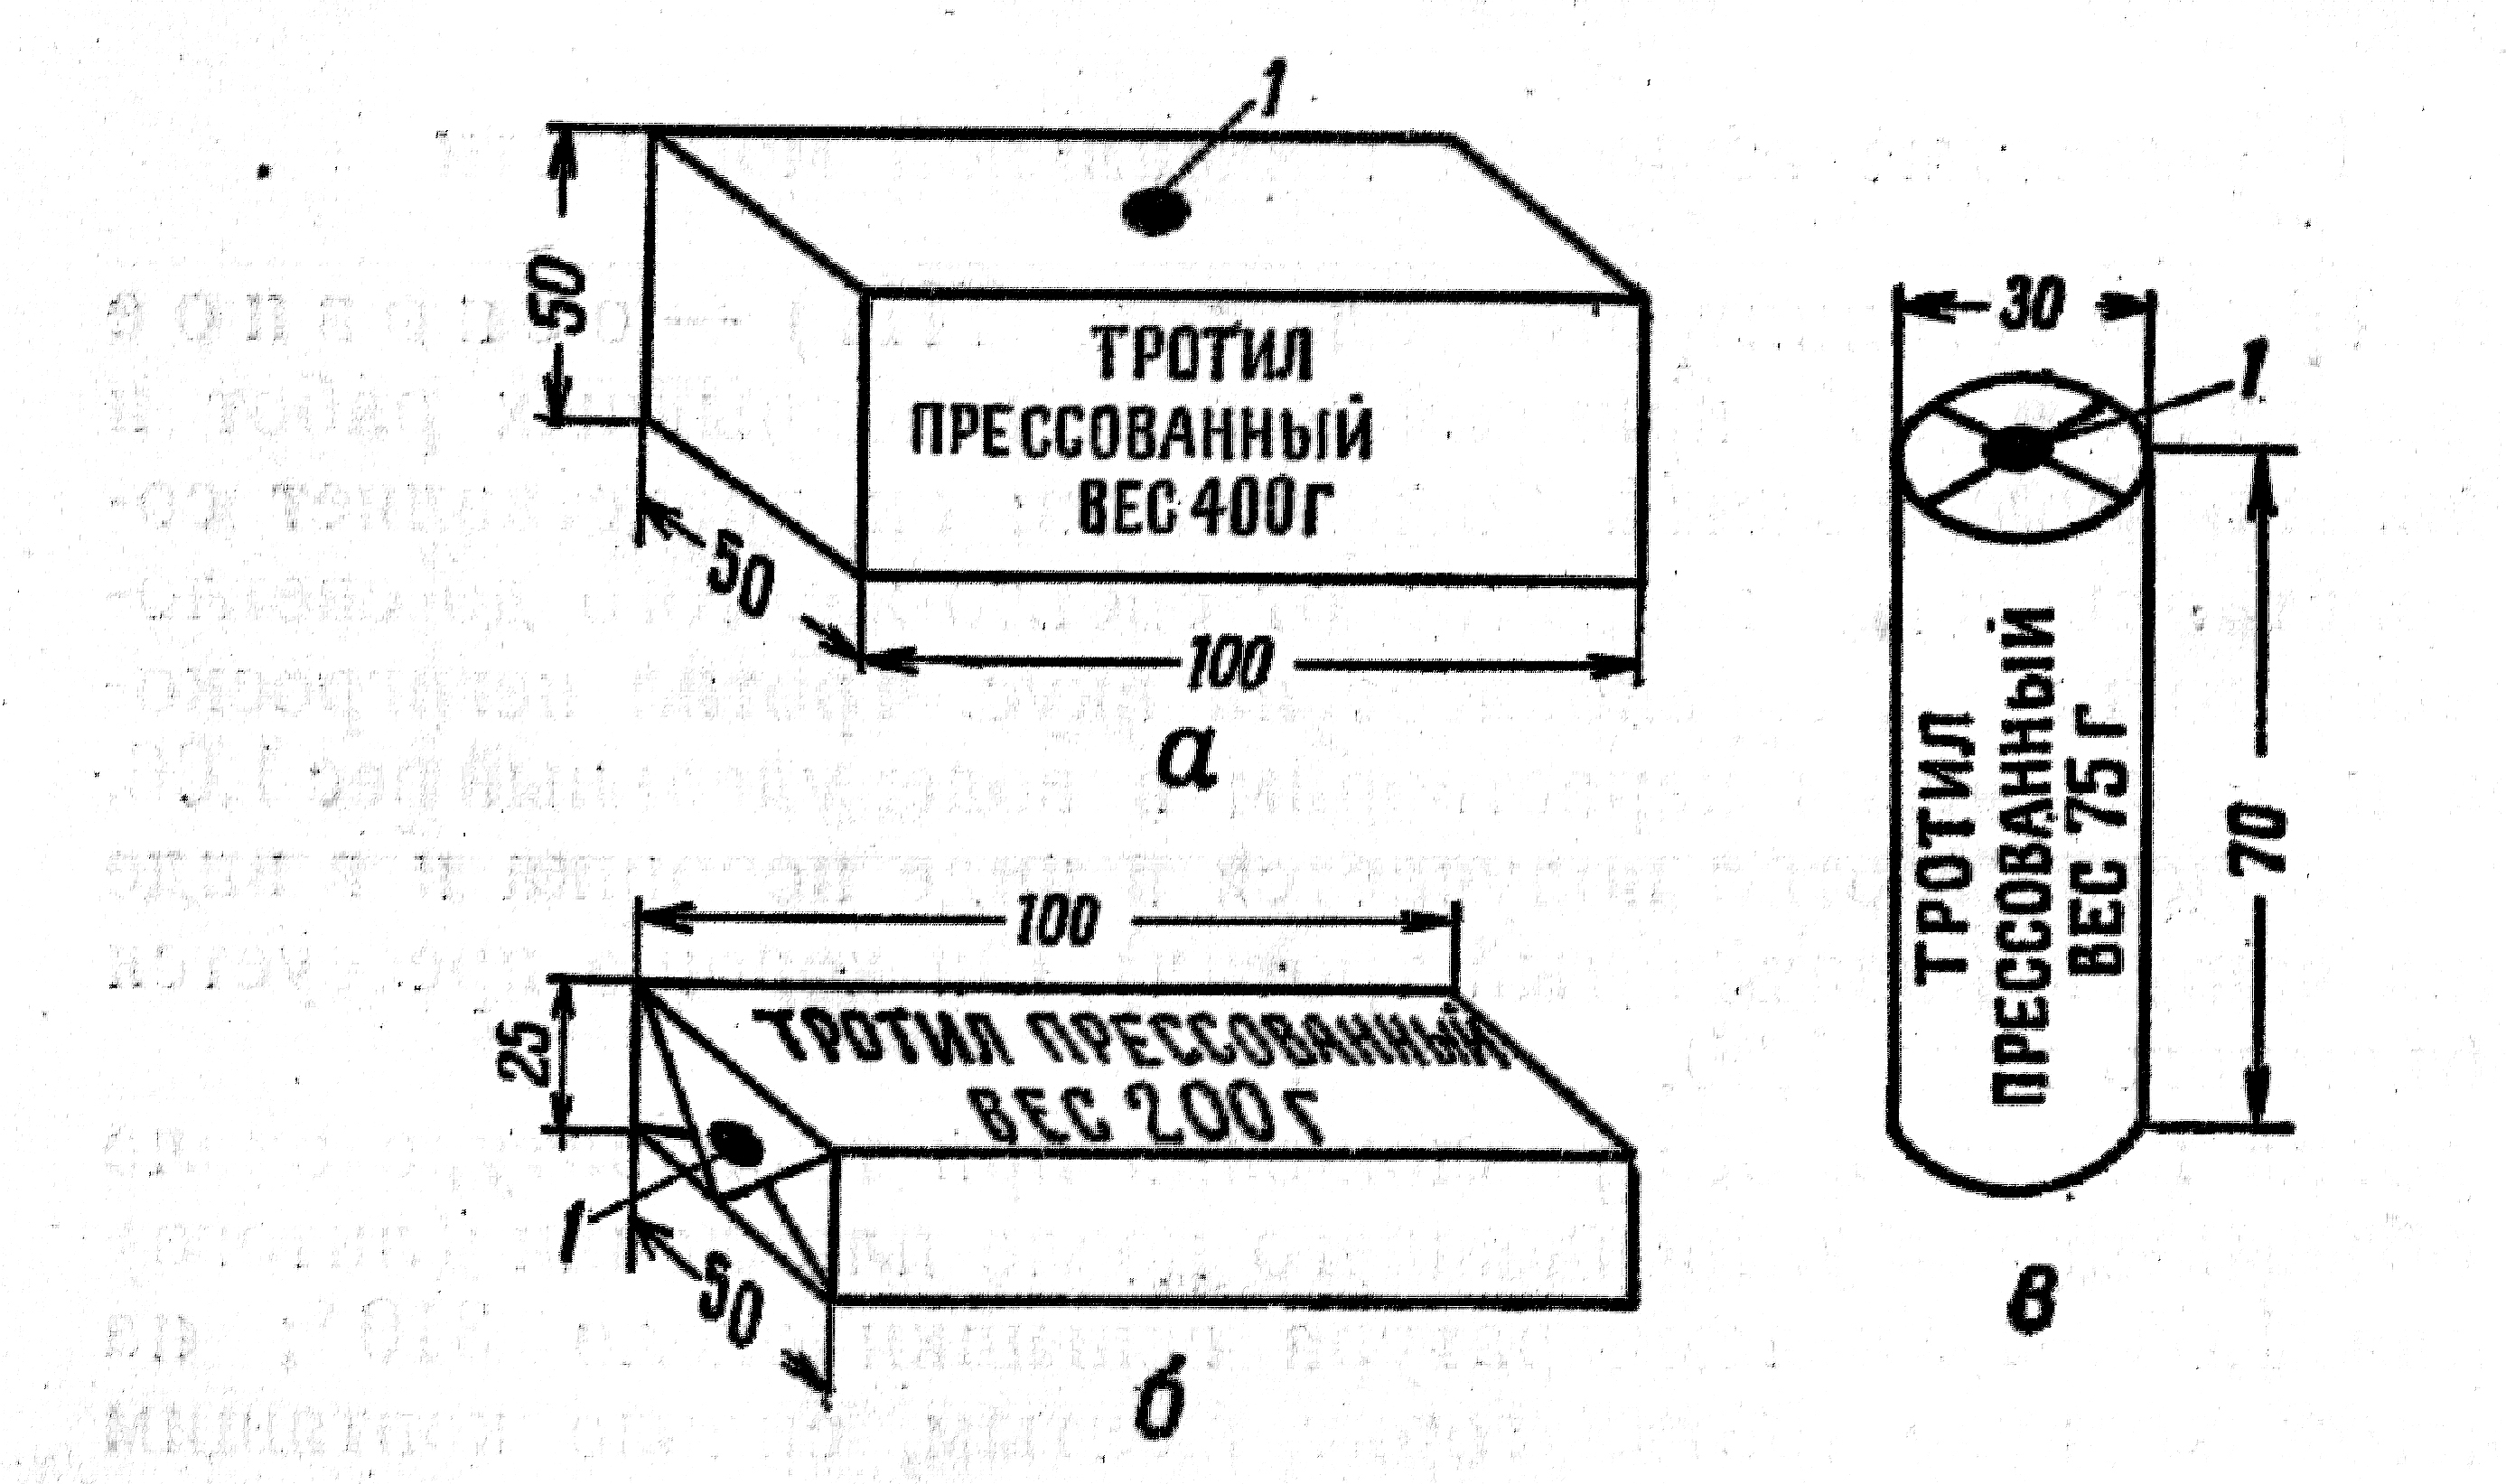 1
50
ТРОТИЛ
ПРЕССОВАННЫЙ
ВЕС 400 Г
50
100
а
100
25
ТРОТИЛ ПРЕССОВАННЫЙ
ВЕС 200 Г
1
50
б
30
1
70
ТРОТИЛ
ПРЕССОВАННЫЙ
ВЕС 75 Г
в